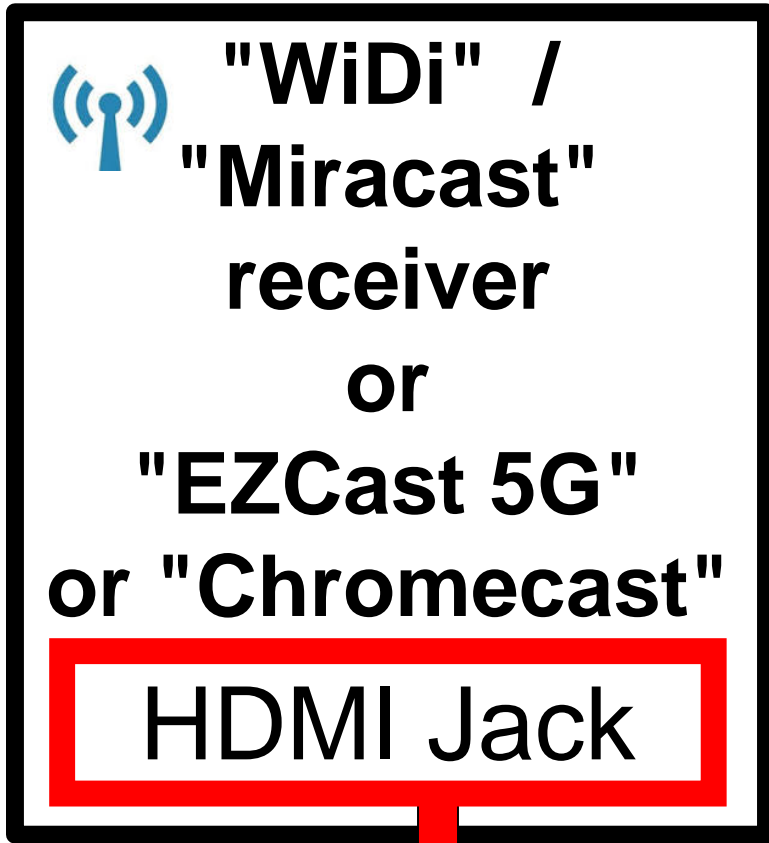 "WiDi" /
"Miracast"
receiver
or
"EZCast 5G"
or "Chromecast"
HDMI Jack